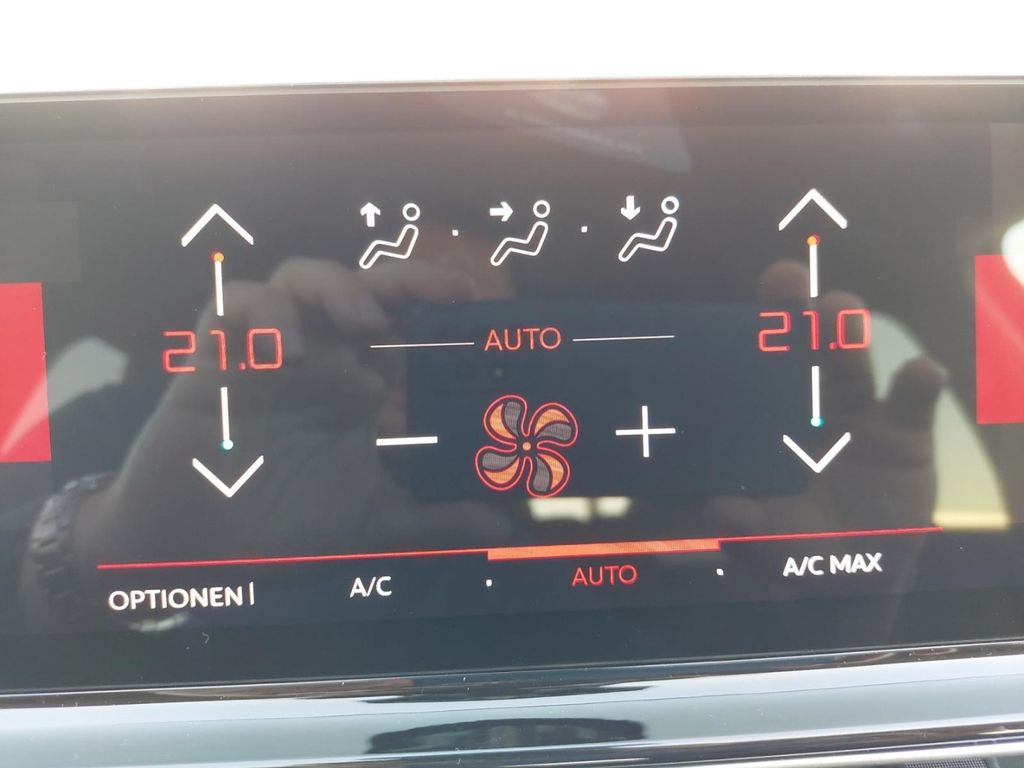 21.0
AUTO
21.0
OPTIONEN
A/C
AUTO
A/C MAX